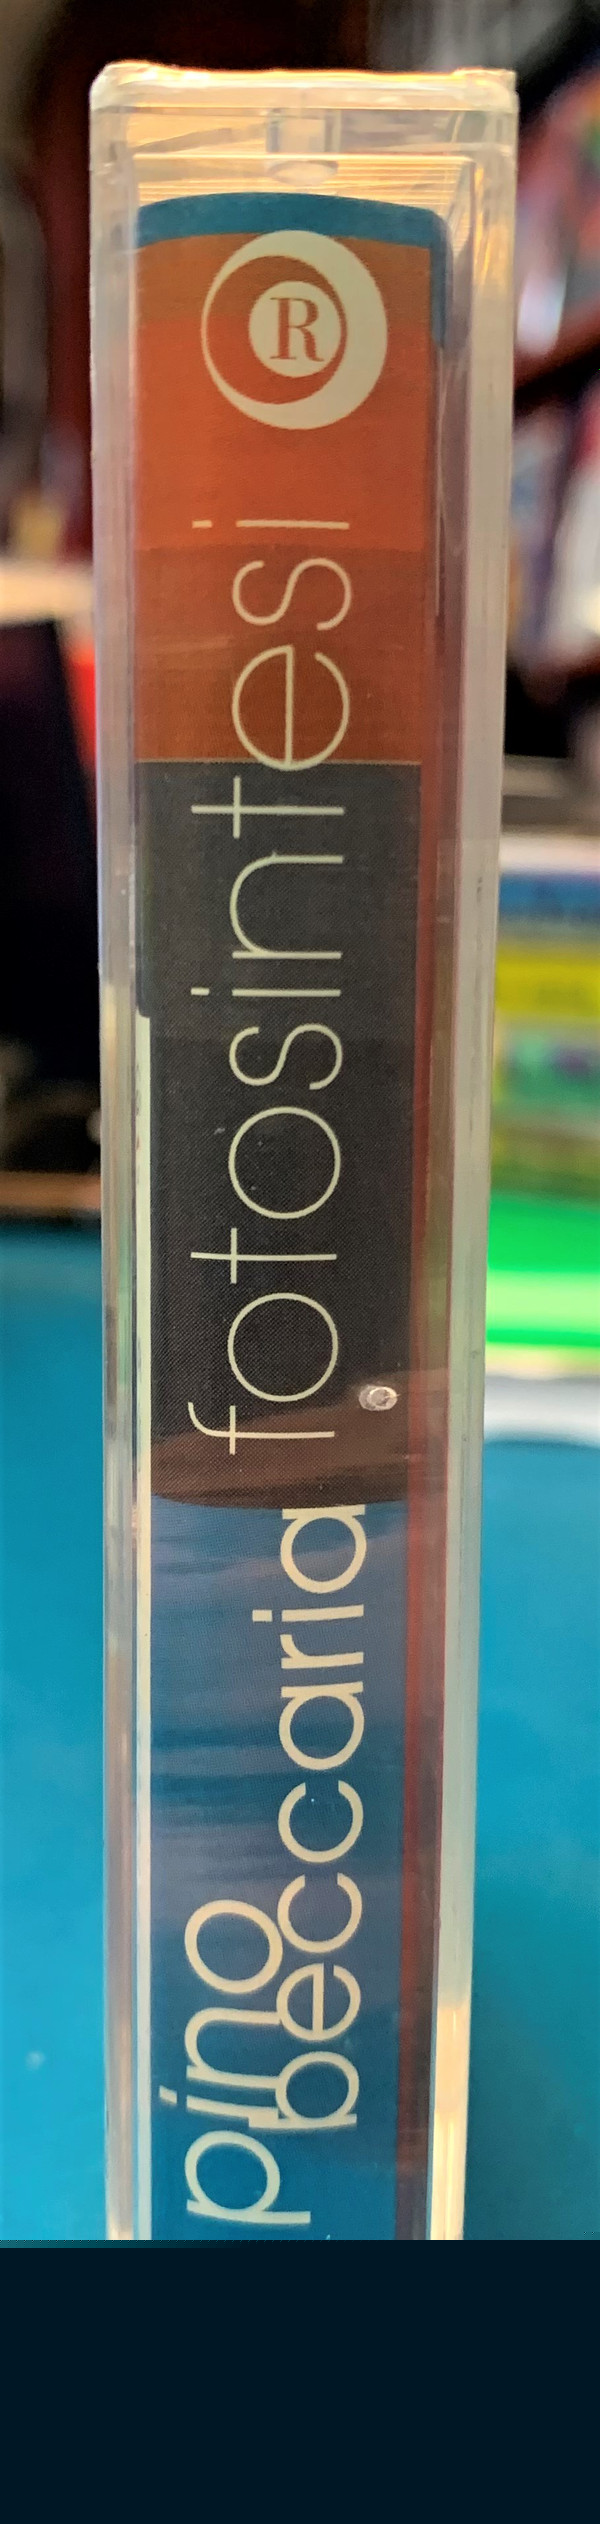 pino
beccaria
fotosintesi
R